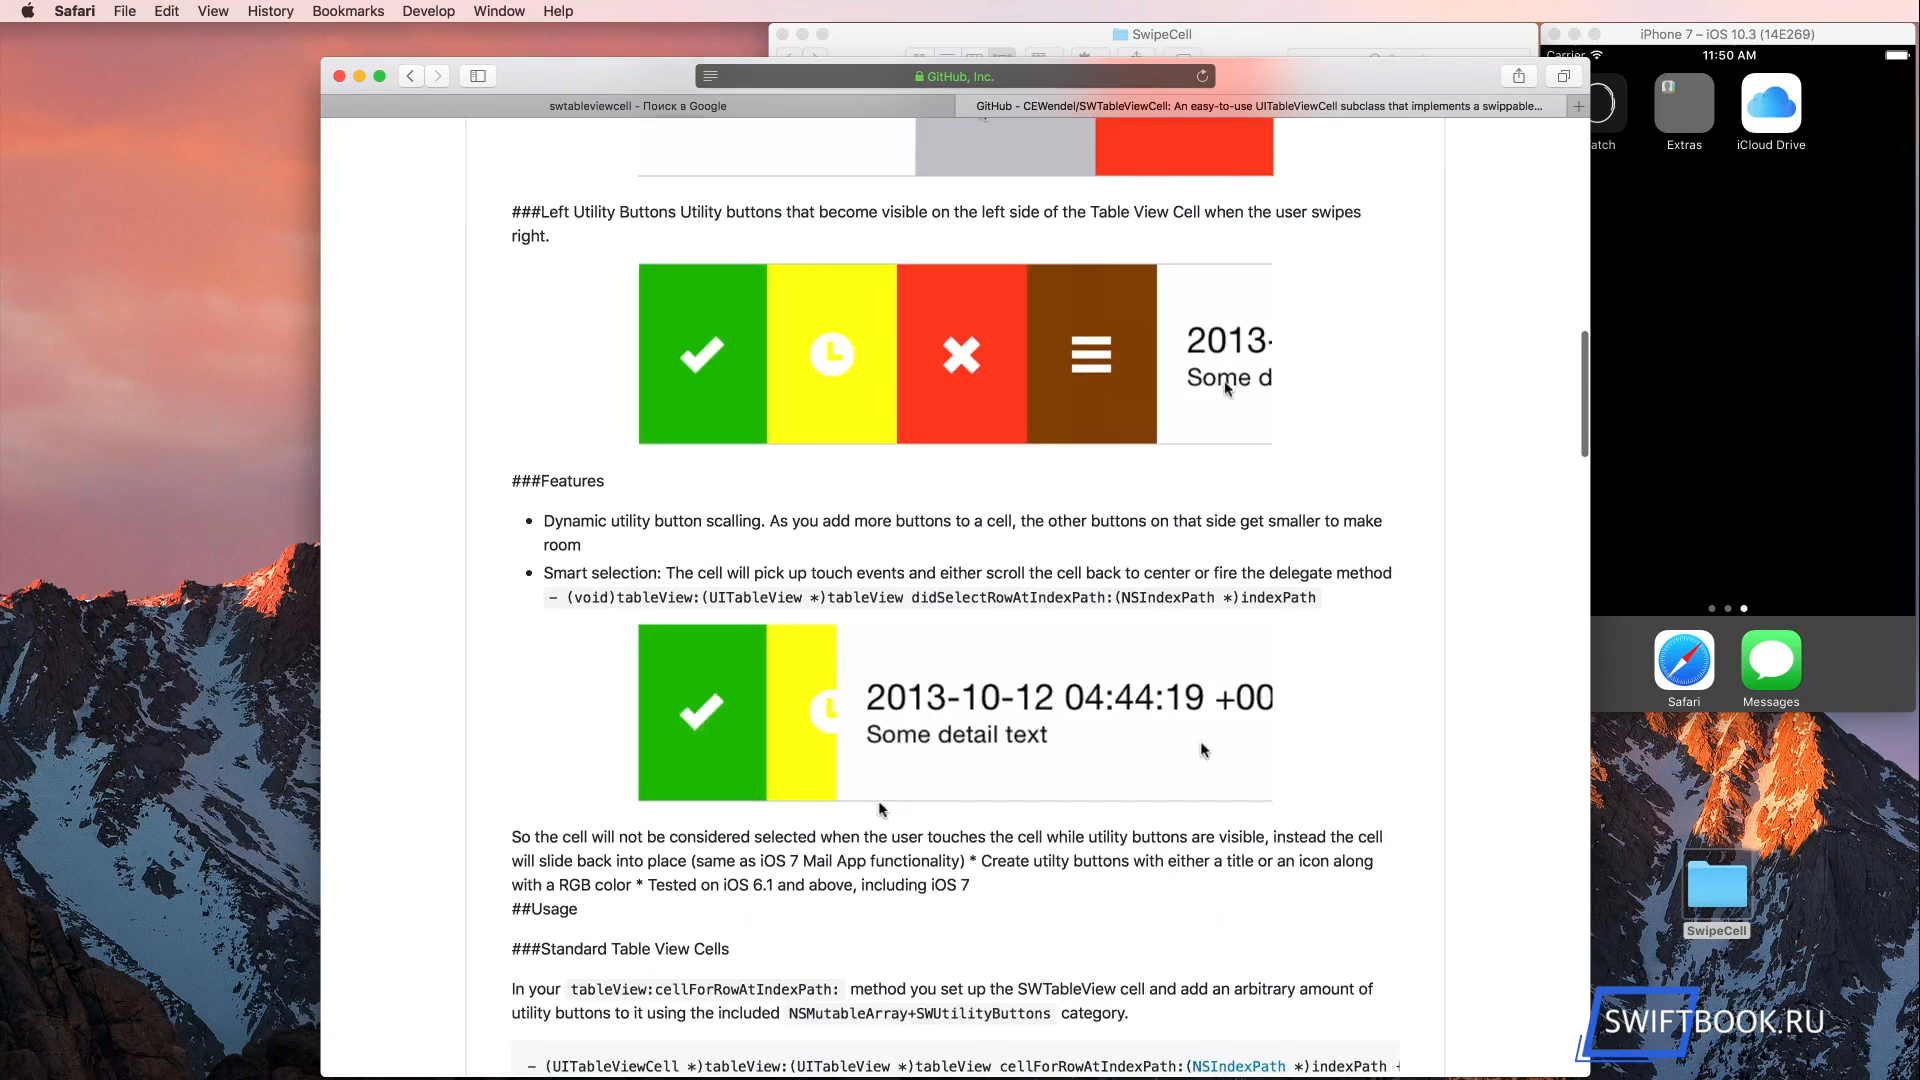 Safari File Edit View History Bookmarks Develop Window Help
SwipeCell
iPhone 7 – iOS 10.3 (14E269)
Carrier 11:50 AM
GitHub, Inc.
swtableviewcell - Поиск в Google
GitHub - CEWendel/SWTableViewCell: An easy-to-use UITableViewCell subclass that implements a swippable...
atch Extras iCloud Drive
###Left Utility Buttons Utility buttons that become visible on the left side of the Table View Cell when the user swipes
right.
2013-
Some d
###Features
• Dynamic utility button scalling. As you add more buttons to a cell, the other buttons on that side get smaller to make
room
• Smart selection: The cell will pick up touch events and either scroll the cell back to center or fire the delegate method
– (void)tableView:(UITableView *)tableView didSelectRowAtIndexPath:(NSIndexPath *)indexPath
2013-10-12 04:44:19 +00
Some detail text
Safari Messages
So the cell will not be considered selected when the user touches the cell while utility buttons are visible, instead the cell
will slide back into place (same as iOS 7 Mail App functionality) * Create utilty buttons with either a title or an icon along
with a RGB color * Tested on iOS 6.1 and above, including iOS 7
##Usage
###Standard Table View Cells
In your tableView:cellForRowAtIndexPath: method you set up the SWTableView cell and add an arbitrary amount of
utility buttons to it using the included NSMutableArray+SWUtilityButtons category.
– (UITableViewCell *)tableView:(UITableView *)tableView cellForRowAtIndexPath:(NSIndexPath *)indexPath
SwipeCell
SWIFTBOOK.RU